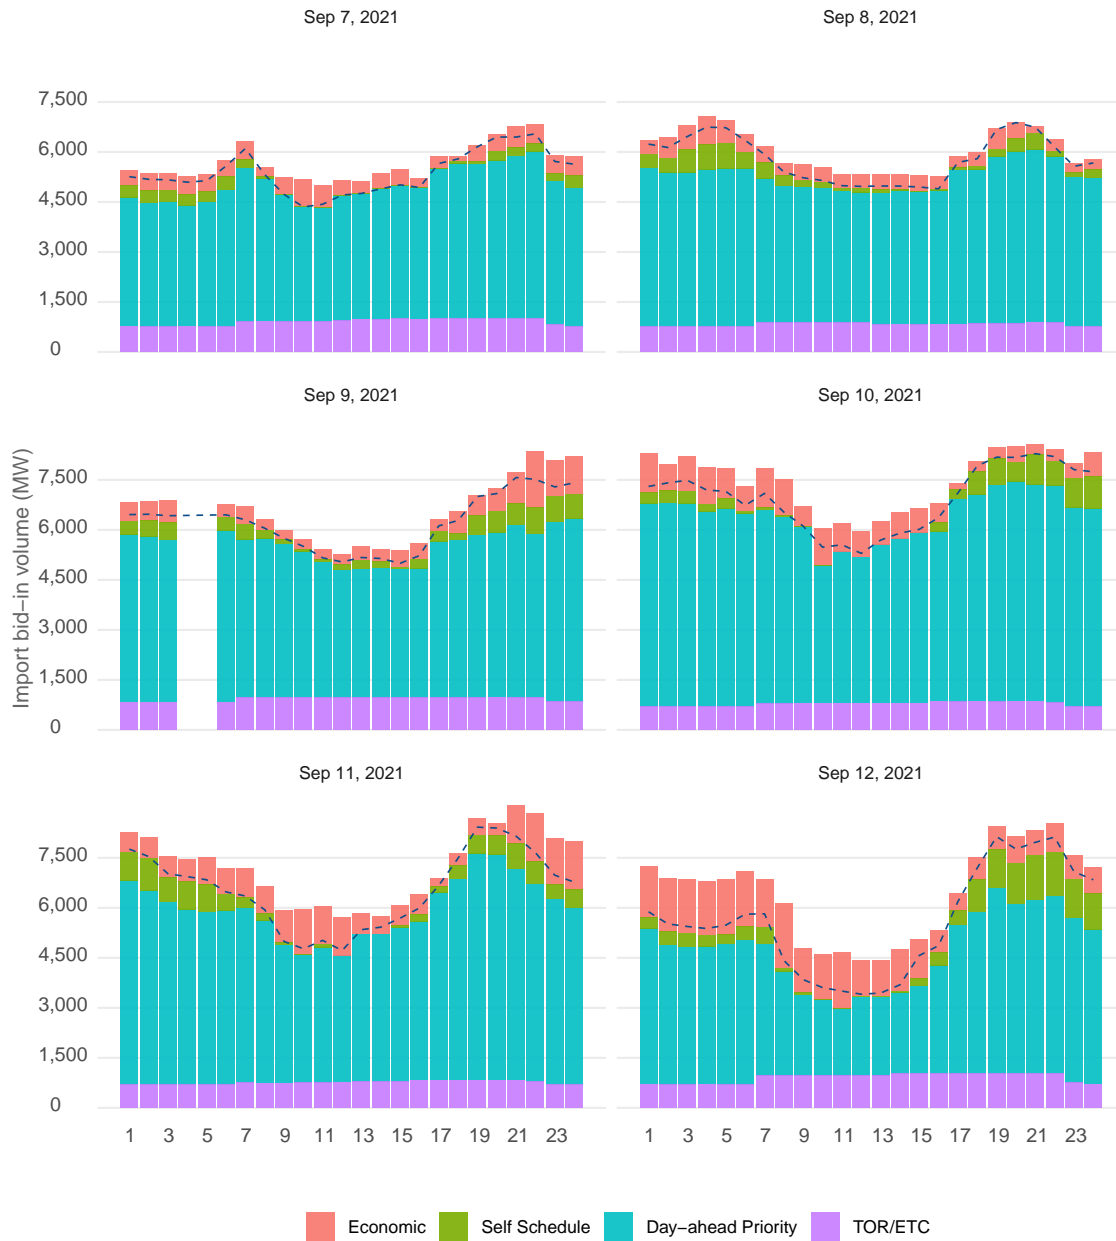 Sep 7, 2021
Sep 8, 2021
7,500
6,000
4,500
3,000
1,500
0
Sep 9, 2021
Sep 10, 2021
Import bid−in volume (MW)
7,500
6,000
4,500
3,000
1,500
0
Sep 11, 2021
Sep 12, 2021
7,500
6,000
4,500
3,000
1,500
0
1 3 5 7 9 11 13 15 17 19 21 23
1 3 5 7 9 11 13 15 17 19 21 23
Economic Self Schedule Day−ahead Priority TOR/ETC